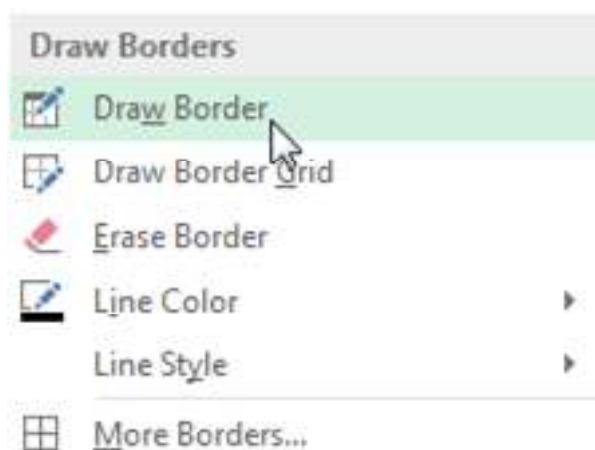 Draw Borders
Draw Border
Draw Border Grid
Erase Border
Line Color
Line Style
More Borders...